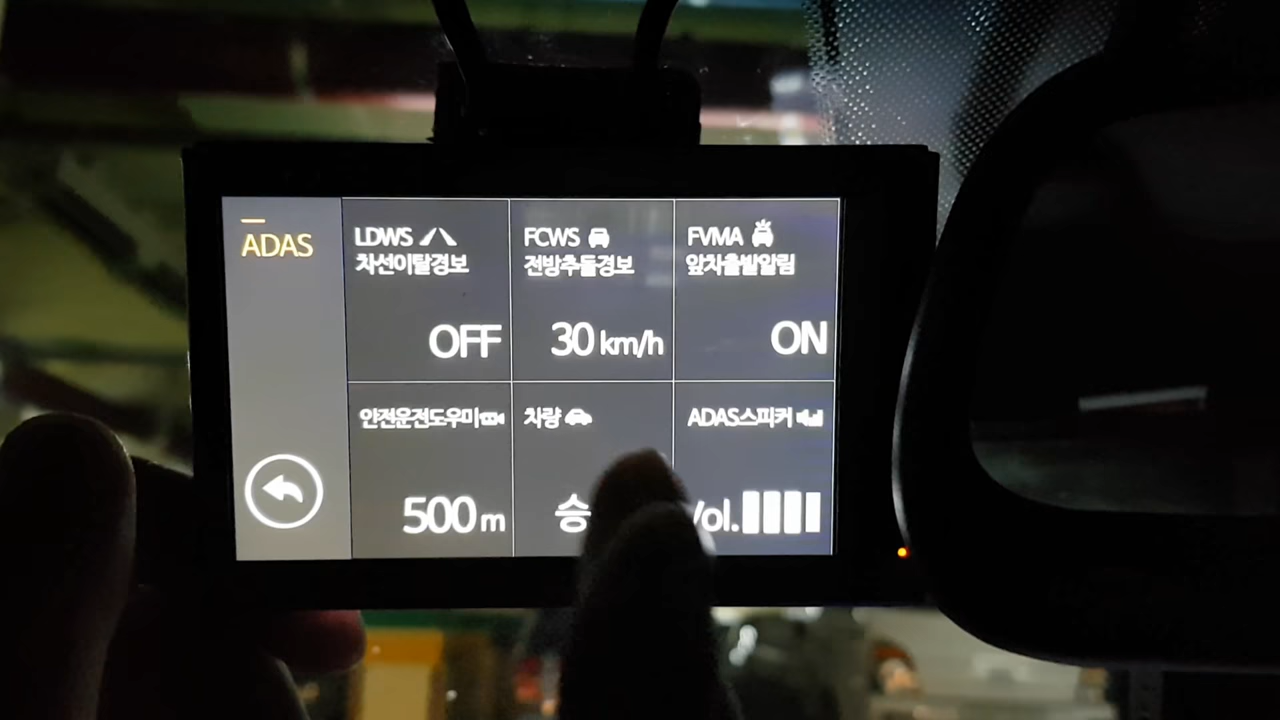 ADAS
LDWS
차선이탈경보
OFF
FCWS
전방추돌경보
30 km/h
FVMA
앞차출발알림
ON
안전운전도우미
500 m
차량
승
ADAS스피커
Vol.